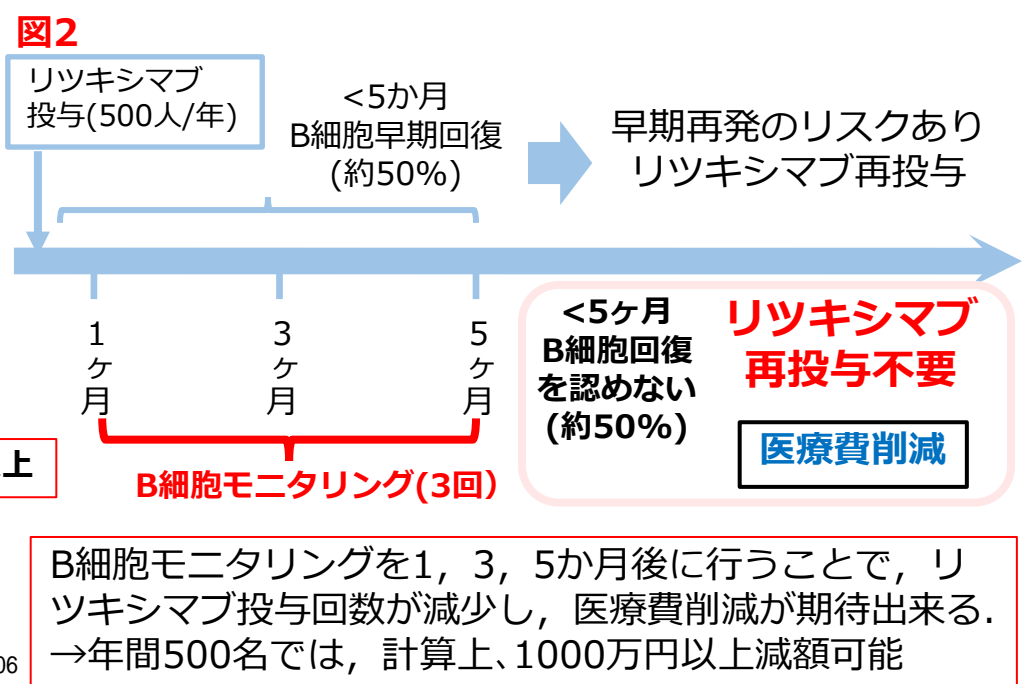 図2
リツキシマブ
投与(500人/年)
<5か月
B細胞早期回復
(約50%)
早期再発のリスクあり
リツキシマブ再投与
1ヶ月
3ヶ月
5ヶ月
<5ヶ月
B細胞回復
を認めない
(約50%)
リツキシマブ
再投与不要
医療費削減
上
B細胞モニタリング(3回）
B細胞モニタリングを1，3，5か月後に行うことで，リ
ツキシマブ投与回数が減少し，医療費削減が期待出来る．
→年間500名では，計算上、1000万円以上減額可能
06